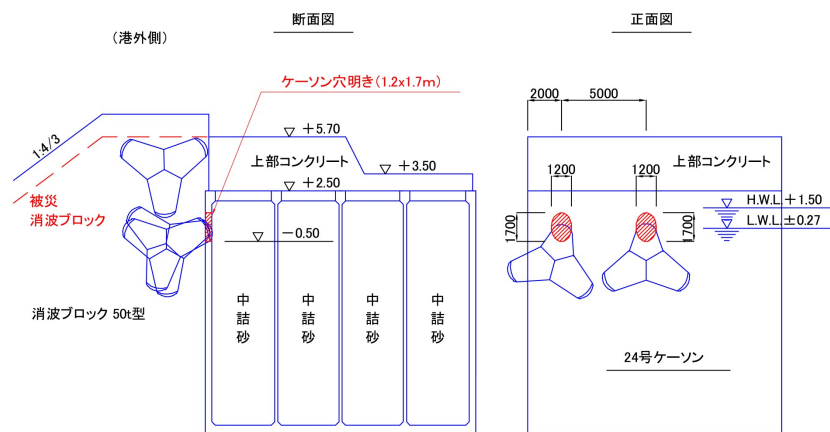 断面図
正面図
(港外側)
ケーソン穴明き(1.2x1.7m)
2000
5000
1:4/3
+5.70
上部コンクリート
+3.50
+2.50
被災
消波ブロック
-0.50
消波ブロック 50t型
中詰砂
中詰砂
中詰砂
中詰砂
上部コンクリート
1200
1200
H.W.L.+1.50
L.W.L.±0.27
1700
1700
24号ケーソン